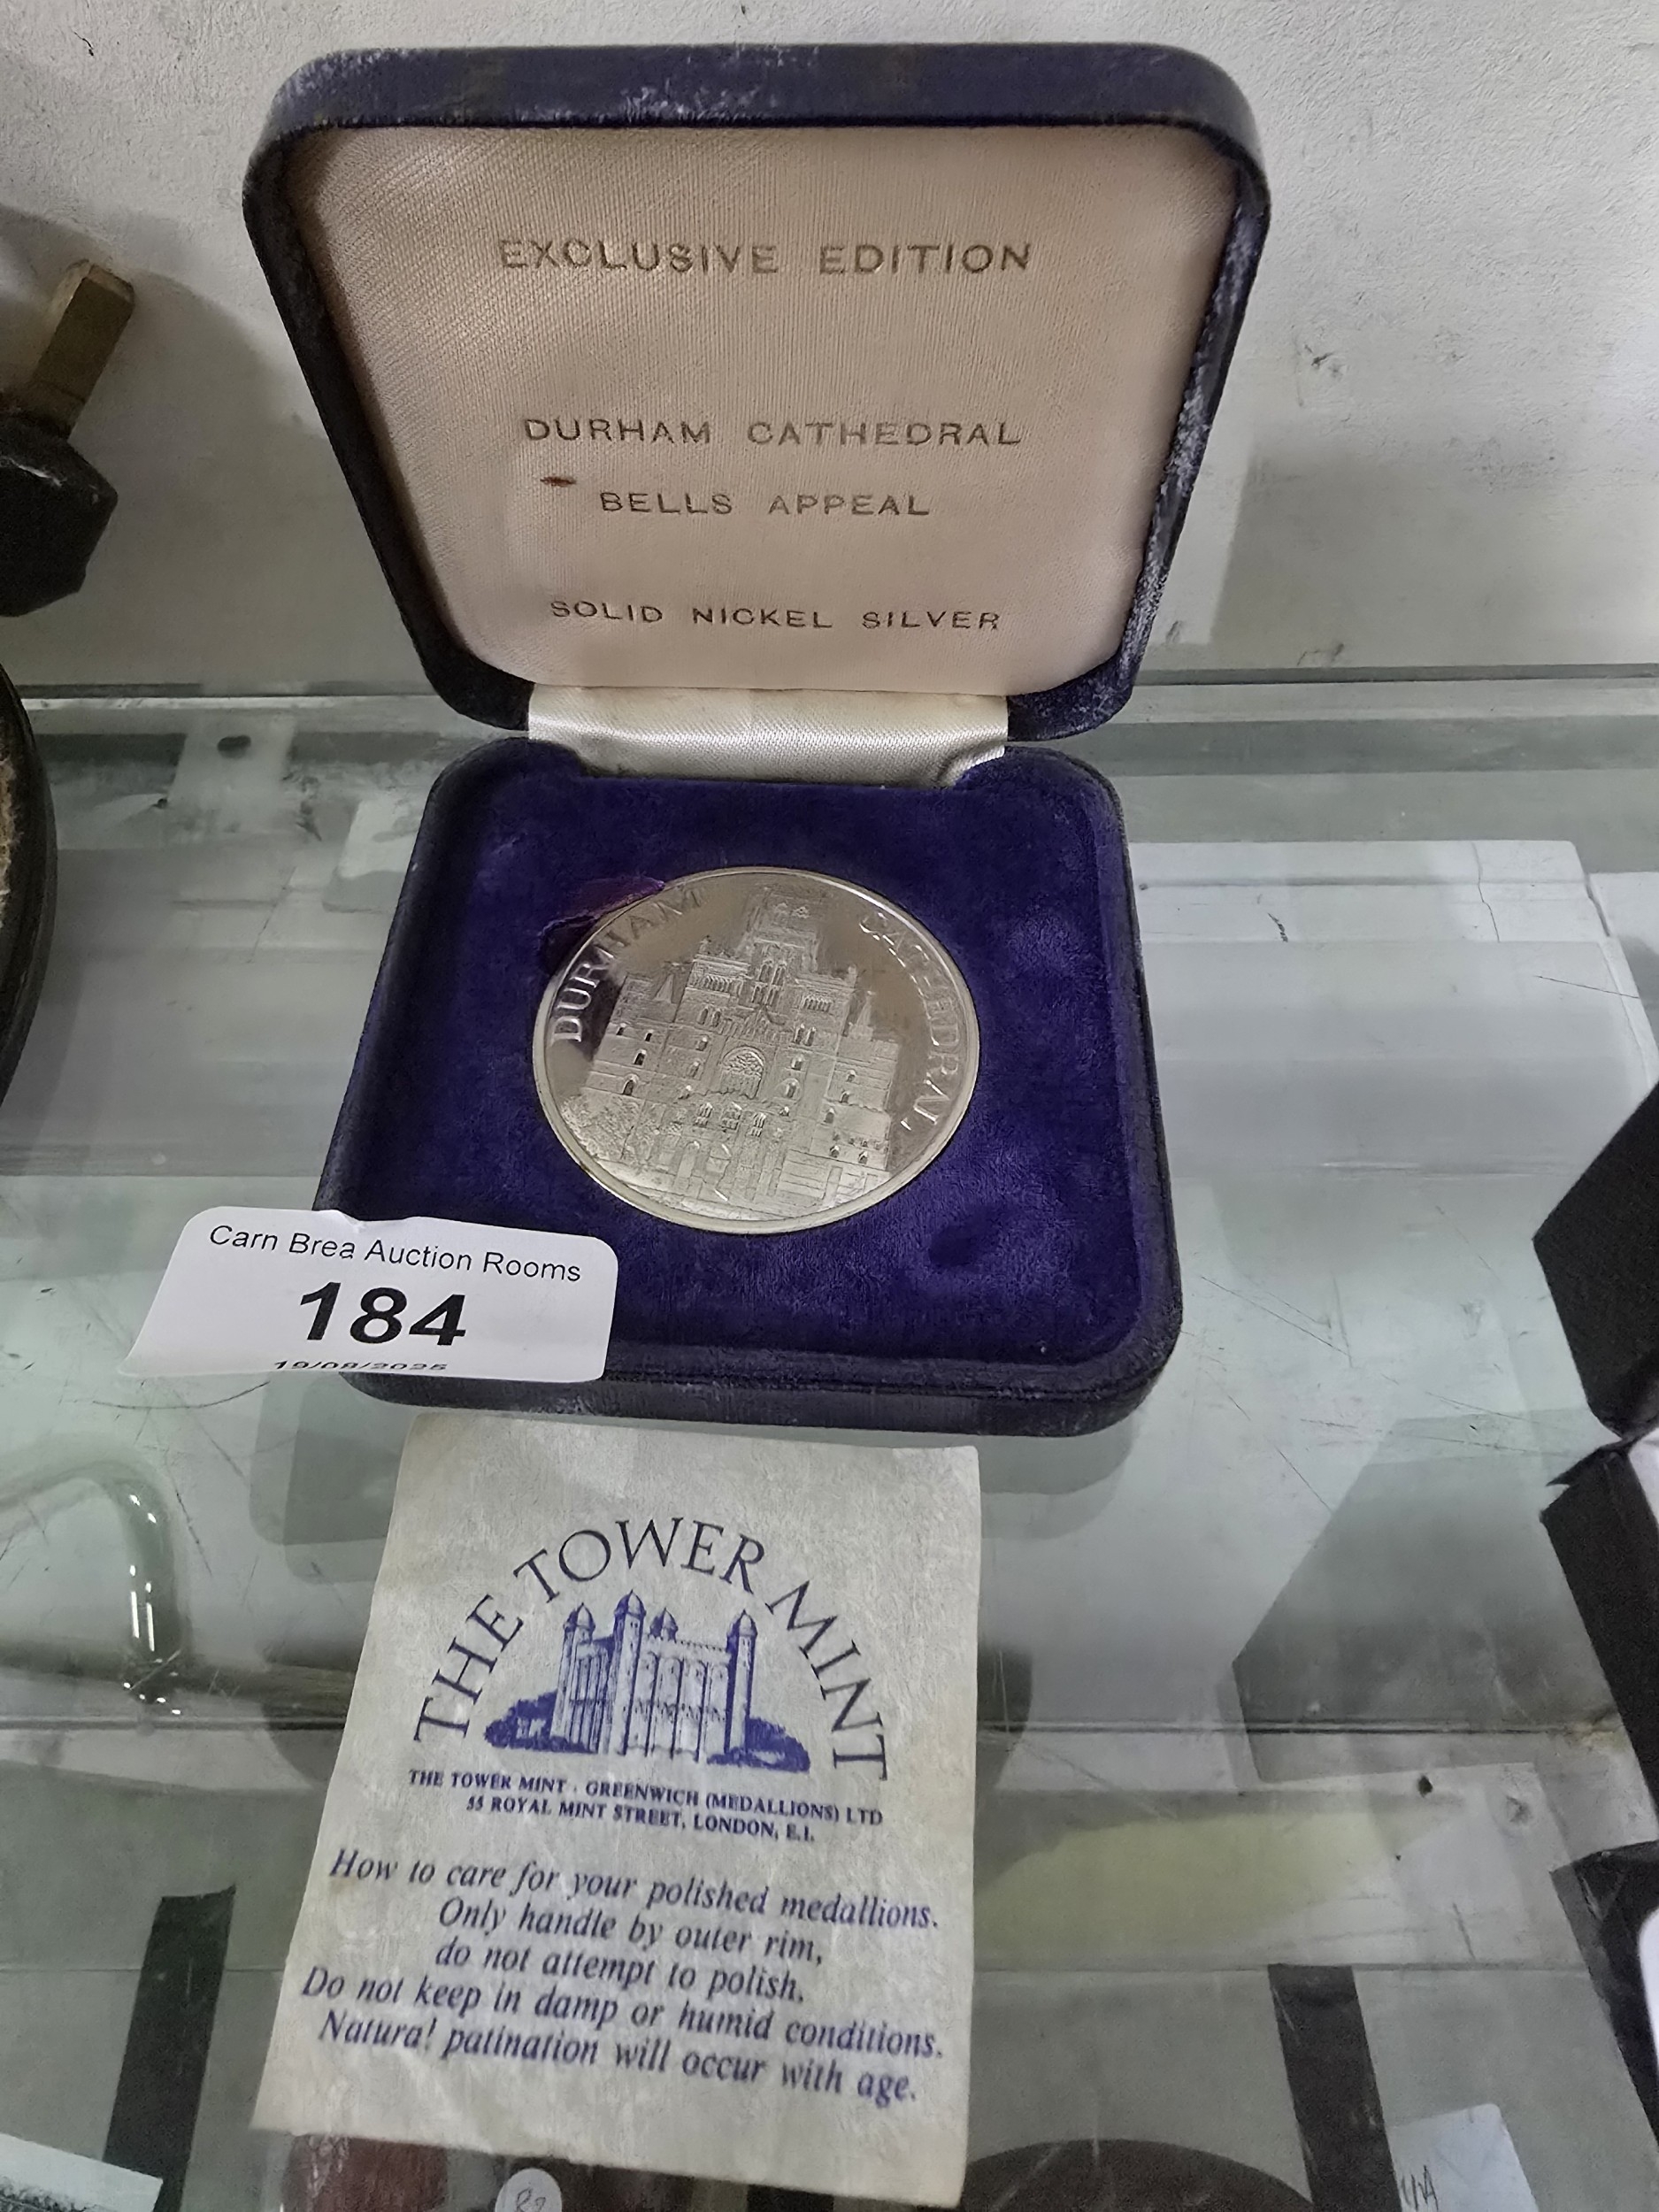 EXCLUSIVE EDITION
DURHAM CATHEDRAL
BELLS APPEAL
SOLID NICKEL SILVER
DURHAM CATHEDRAL
Carn Brea Auction Rooms
184
19/08/2025
THE TOWER MINT
THE TOWER MINT . GREENWICH (MEDALLIONS) LTD
55 ROYAL MINT STREET, LONDON, E.1.
How to care for your polished medallions.
Only handle by outer rim,
do not attempt to polish.
Do not keep in damp or humid conditions.
Natural patination will occur with age.